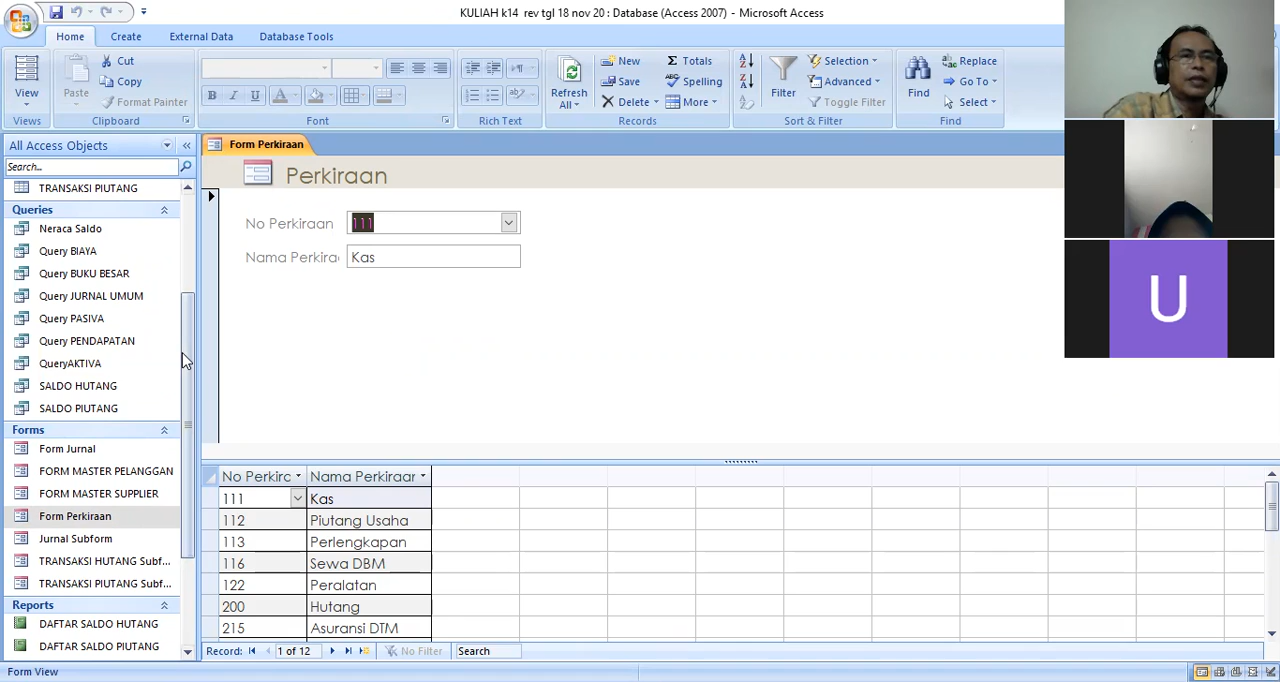 KULIAH k14 rev tgl 18 nov 20 : Database (Access 2007) - Microsoft Access
Home Create External Data Database Tools
View
Views
Paste
Cut
Copy
Format Painter
Clipboard
B I U A
Font
Rich Text
Refresh All
New
Save
Delete
Totals
Spelling
More
Records
Filter
Selection
Advanced
Toggle Filter
Sort & Filter
Find
Replace
Go To
Select
Find
All Access Objects
Search...
TRANSAKSI PIUTANG
Queries
Neraca Saldo
Query BIAYA
Query BUKU BESAR
Query JURNAL UMUM
Query PASIVA
Query PENDAPATAN
QueryAKTIVA
SALDO HUTANG
SALDO PIUTANG
Forms
Form Jurnal
FORM MASTER PELANGGAN
FORM MASTER SUPPLIER
Form Perkiraan
Jurnal Subform
TRANSAKSI HUTANG Subf...
TRANSAKSI PIUTANG Subf...
Reports
DAFTAR SALDO HUTANG
DAFTAR SALDO PIUTANG
Form Perkiraan
Perkiraan
No Perkiraan 111
Nama Perkira Kas
No Perkirc Nama Perkiraar
111 Kas
112 Piutang Usaha
113 Perlengkapan
116 Sewa DBM
122 Peralatan
200 Hutang
215 Asuransi DTM
Record: 1 of 12 No Filter Search
Form View
U